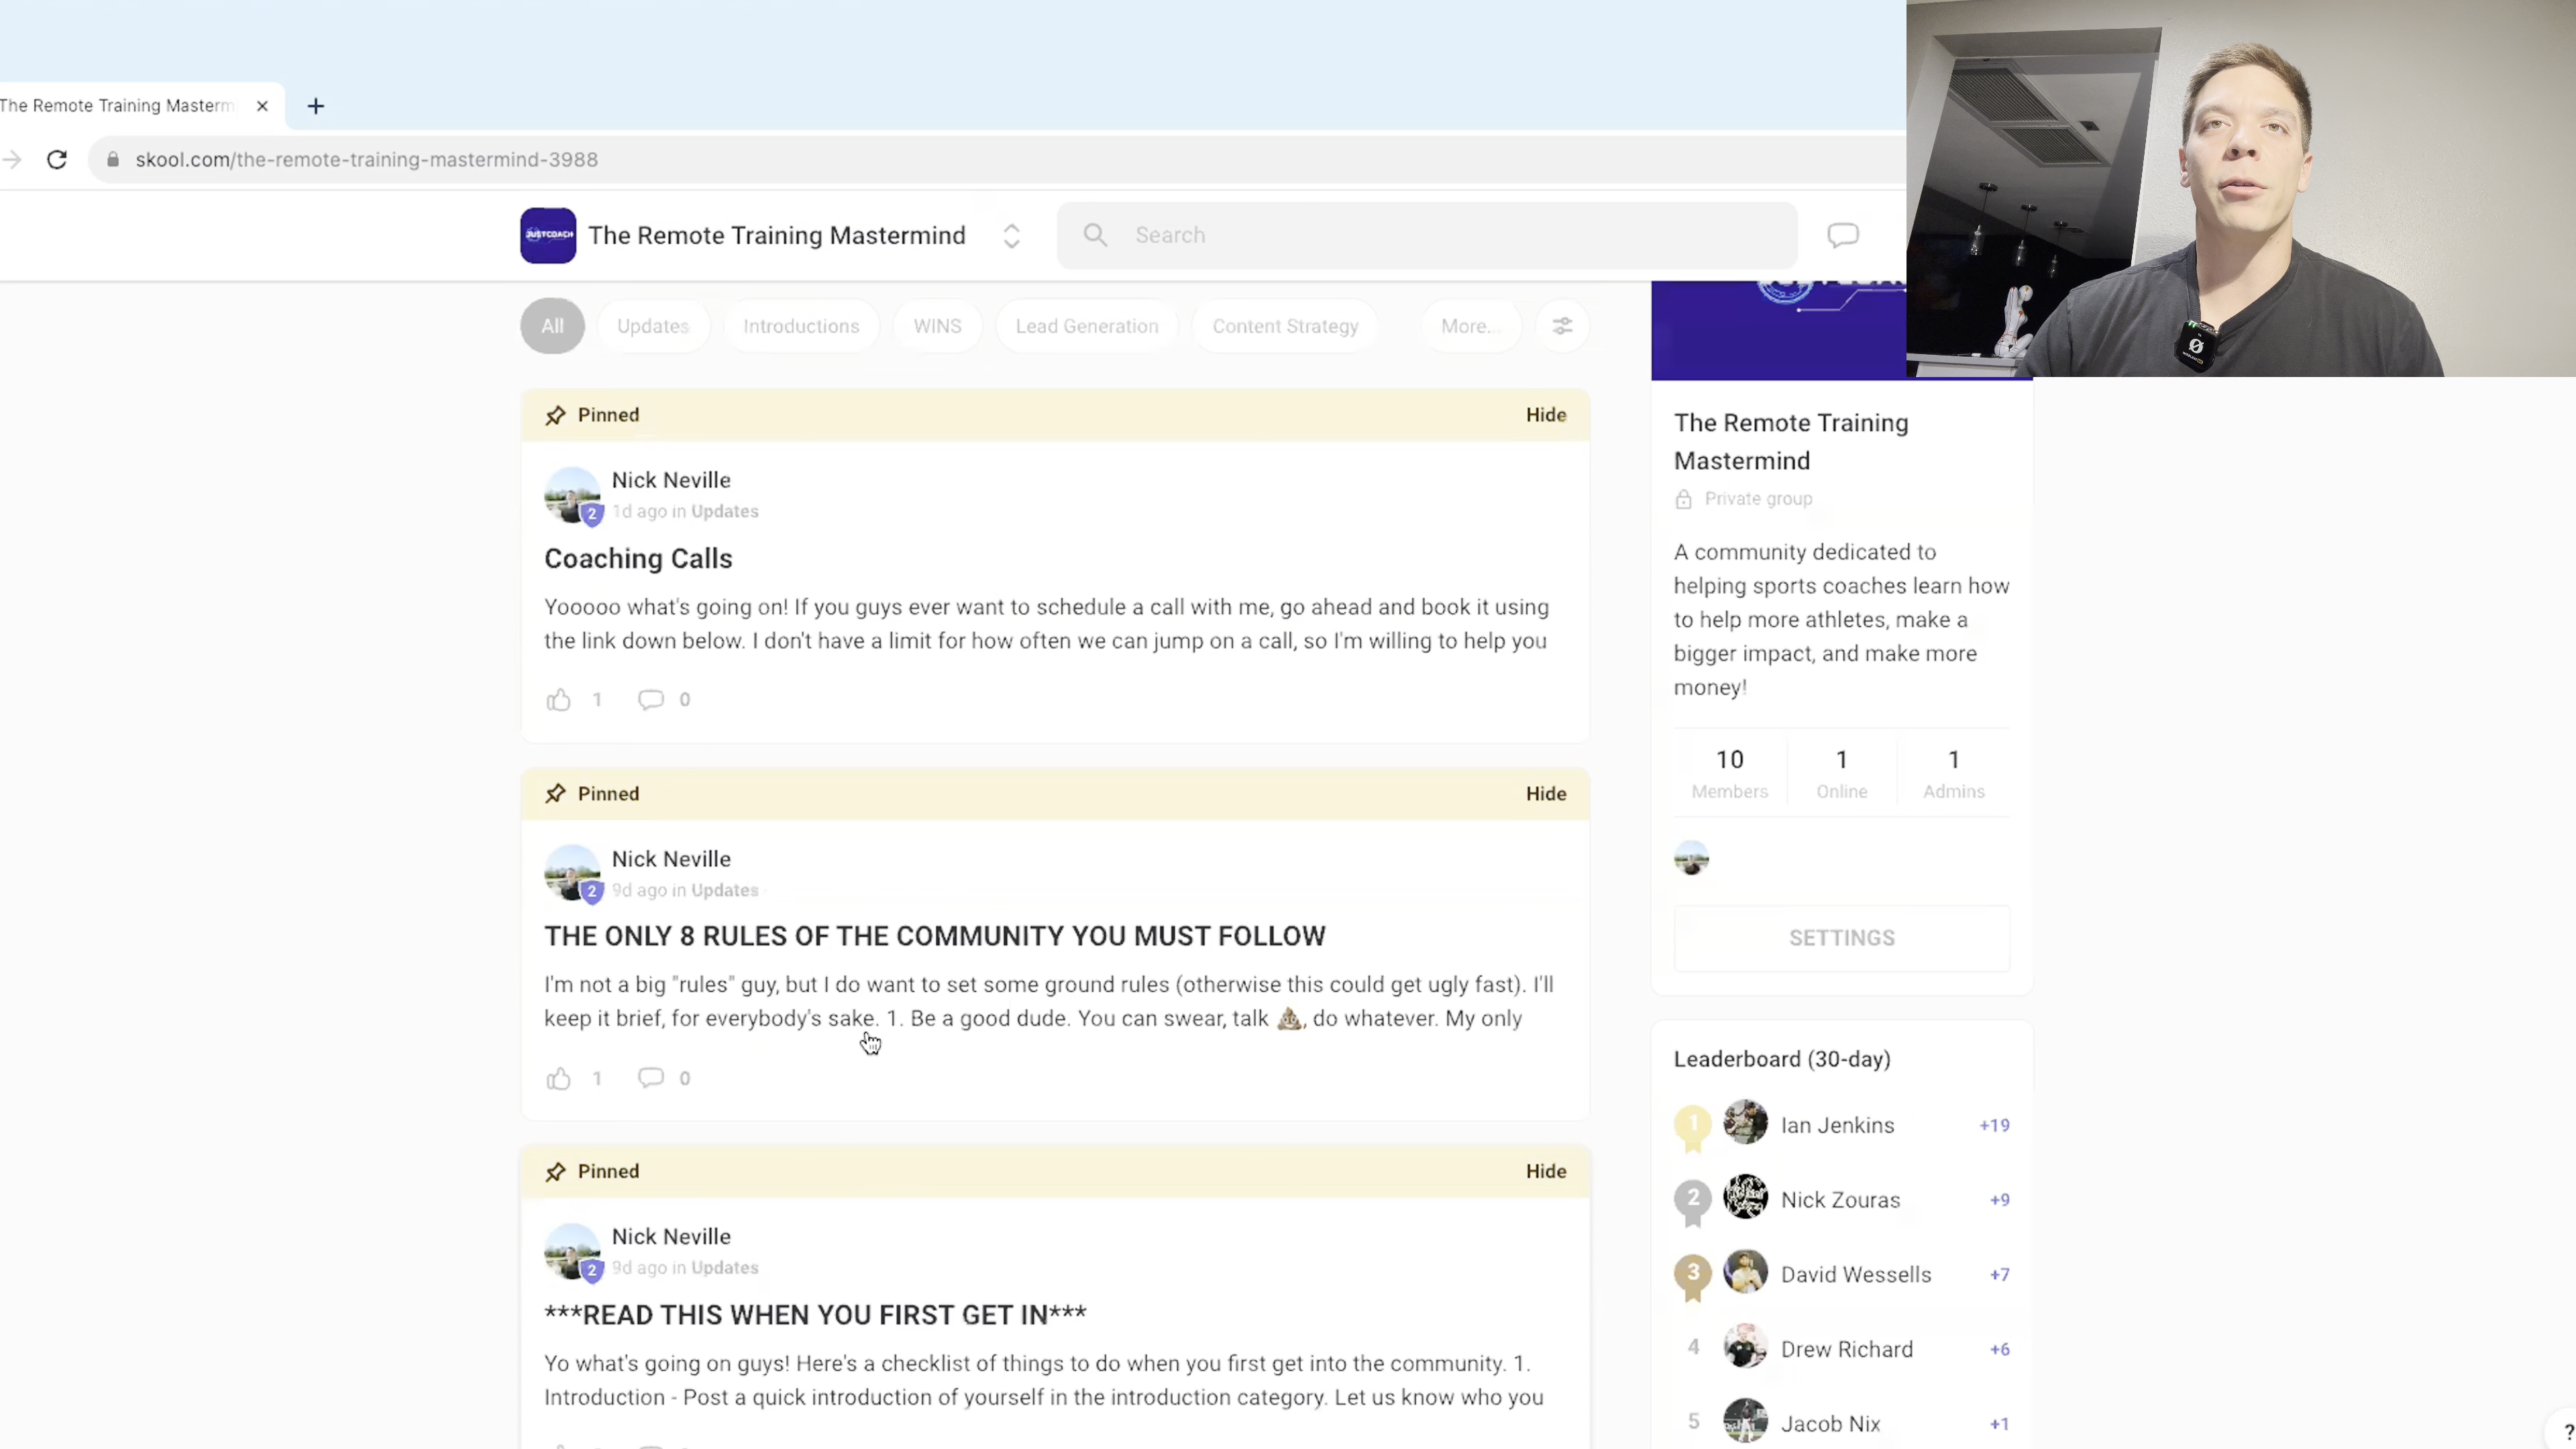 The Remote Training Masterm
skool.com/the-remote-training-mastermind-3988
JUSTCOACH
The Remote Training Mastermind
Search
All
Updates
Introductions
WINS
Lead Generation
Content Strategy
More...
Pinned
Hide
Nick Neville
2
1d ago in Updates
Coaching Calls
Yooooo what's going on! If you guys ever want to schedule a call with me, go ahead and book it using
the link down below. I don't have a limit for how often we can jump on a call, so I'm willing to help you
1
0
Pinned
Hide
Nick Neville
2
9d ago in Updates
THE ONLY 8 RULES OF THE COMMUNITY YOU MUST FOLLOW
I'm not a big "rules" guy, but I do want to set some ground rules (otherwise this could get ugly fast). I'll
keep it brief, for everybody's sake. 1. Be a good dude. You can swear, talk 💩, do whatever. My only
1
0
Pinned
Hide
Nick Neville
2
9d ago in Updates
***READ THIS WHEN YOU FIRST GET IN***
Yo what's going on guys! Here's a checklist of things to do when you first get into the community. 1.
Introduction - Post a quick introduction of yourself in the introduction category. Let us know who you
The Remote Training
Mastermind
Private group
A community dedicated to
helping sports coaches learn how
to help more athletes, make a
bigger impact, and make more
money!
10
Members
1
Online
1
Admins
SETTINGS
Leaderboard (30-day)
1
Ian Jenkins
+19
2
Nick Zouras
+9
3
David Wessells
+7
4
Drew Richard
+6
5
Jacob Nix
+1
?